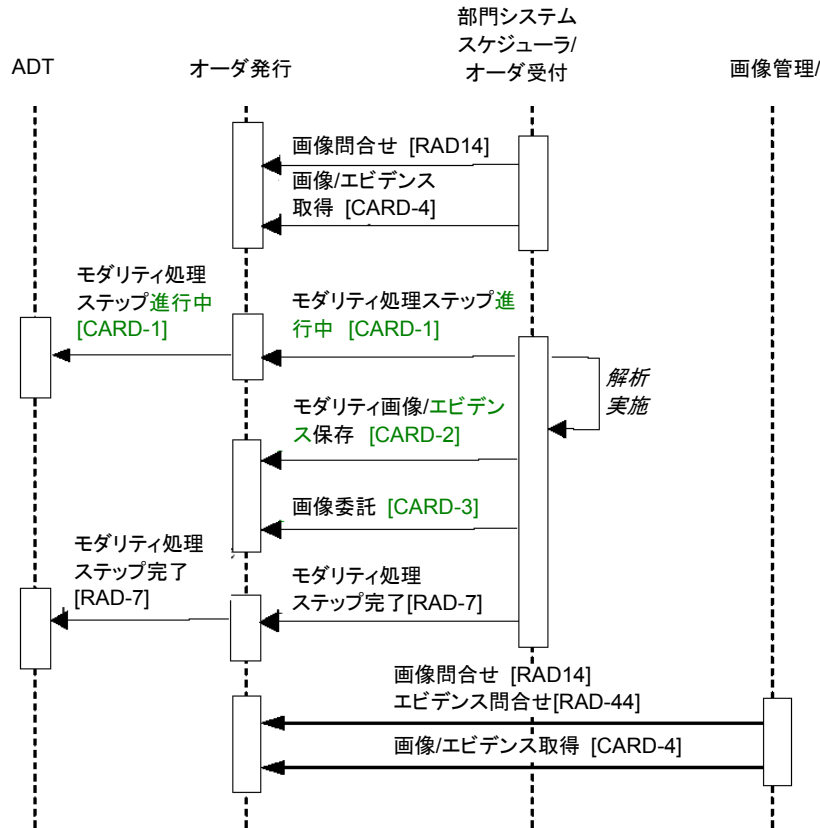 部門システム
スケジューラ/
ADT オーダ発行 オーダ受付 画像管理/
画像問合せ [RAD14]
画像/エビデンス
取得 [CARD-4]
モダリティ処理
ステップ進行中
[CARD-1]
モダリティ処理ステップ進
行中 [CARD-1]
解析
実施
モダリティ画像/エビデン
ス保存 [CARD-2]
画像委託 [CARD-3]
モダリティ処理
ステップ完了
[RAD-7]
モダリティ処理
ステップ完了[RAD-7]
画像問合せ [RAD14]
エビデンス問合せ[RAD-44]
画像/エビデンス取得 [CARD-4]